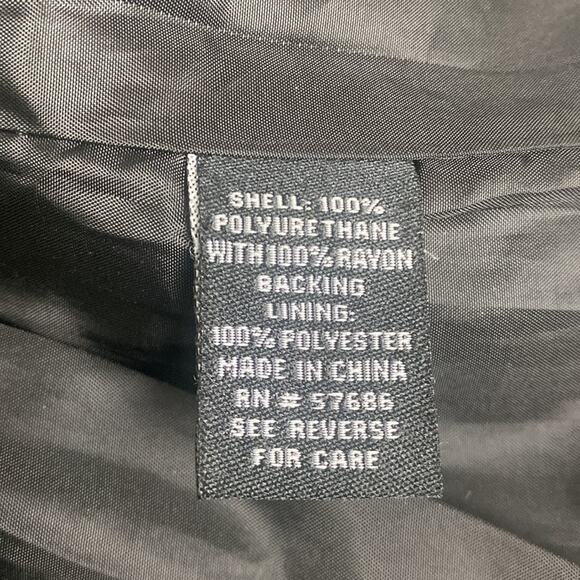 SHELL: 100%
POLYURETHANE
WITH 100% RAYON
BACKING
LINING:
100% POLYESTER
MADE IN CHINA
RN # 57686
SEE REVERSE
FOR CARE